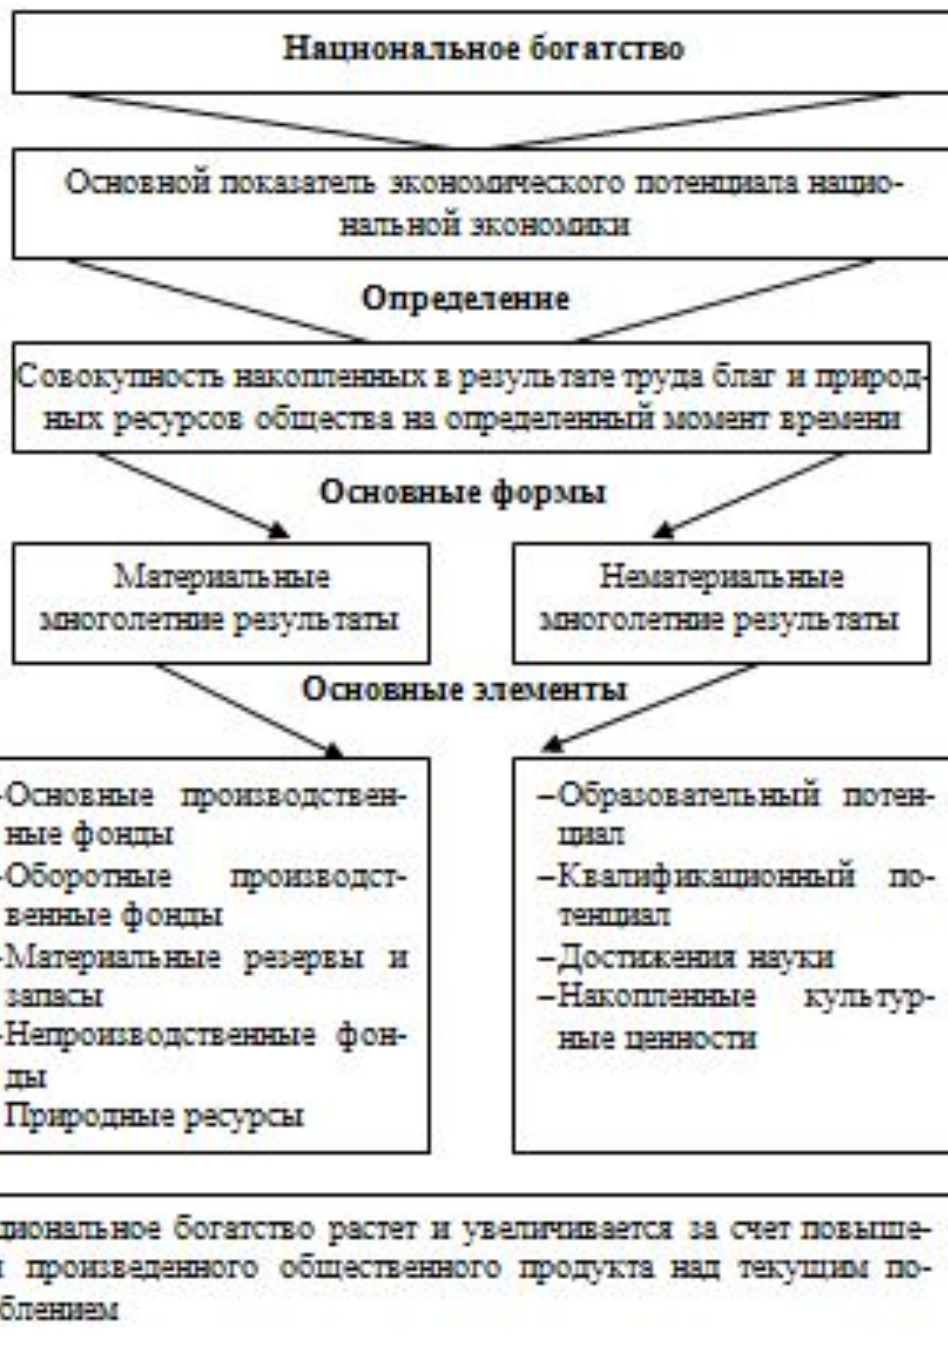 Национальное богатство
Основной показатель экономического потенциала нацио-
нальной экономики
Определение
Совокупность накопленных в результате труда благ и природ-
ных ресурсов общества на определенный момент времени
Основные формы
Материальные
многолетние результаты
Нематериальные
многолетние результаты
Основные элементы
-Основные производствен-
ные фонды
-Оборотные производст-
венные фонды
-Материальные резервы и
запасы
-Непроизводственные фон-
ды
Природные ресурсы
–Образовательный потен-
циал
–Квалификационный по-
тенциал
–Достижения науки
–Накопленные культур-
ные ценности
циональное богатство растет и увеличивается за счет повыше-
произведенного общественного продукта над текущим по-
блением